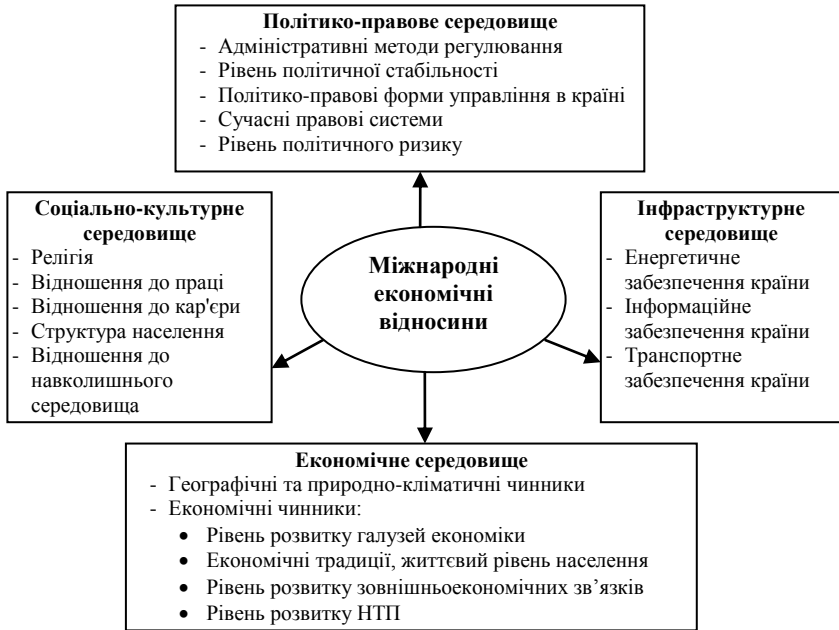 Політико-правове середовище
- Адміністративні методи регулювання
- Рівень політичної стабільності
- Політико-правові форми управління в країні
- Сучасні правові системи
- Рівень політичного ризику
Соціально-культурне
середовище
- Релігія
- Відношення до праці
- Відношення до кар'єри
- Структура населення
- Відношення до
навколишнього
середовища
Міжнародні
економічні
відносини
Інфраструктурне
середовище
- Енергетичне
забезпечення країни
- Інформаційне
забезпечення країни
- Транспортне
забезпечення країни
Економічне середовище
- Географічні та природно-кліматичні чинники
- Економічні чинники:
• Рівень розвитку галузей економіки
• Економічні традиції, життєвий рівень населення
• Рівень розвитку зовнішньоекономічних зв’язків
• Рівень розвитку НТП